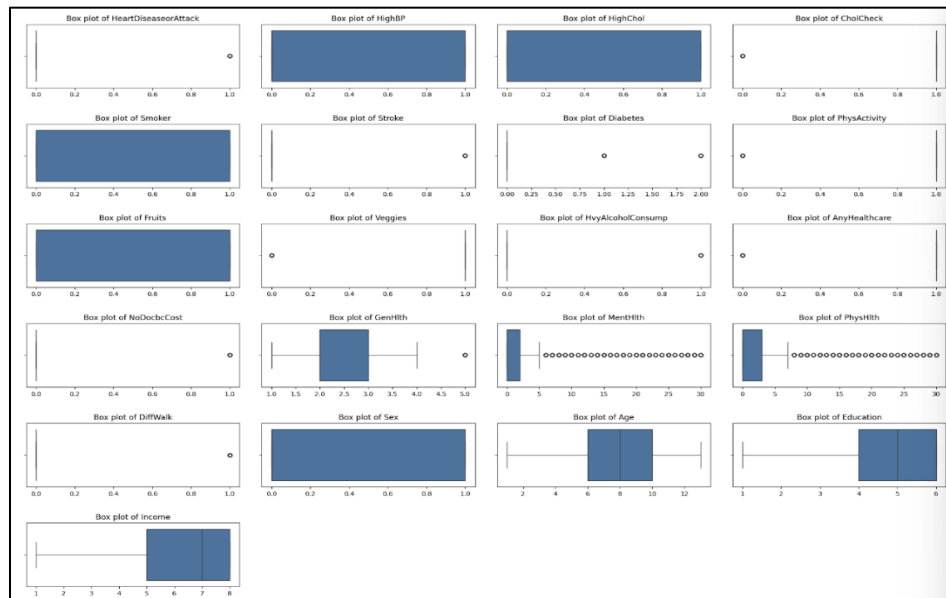 Box plot of HeartDiseaseorAttack Box plot of HighBP Box plot of HighChol Box plot of CholCheck
0.0 0.2 0.4 0.6 0.8 1.0 0.0 0.2 0.4 0.6 0.8 1.0 0.0 0.2 0.4 0.6 0.8 1.0 0.0 0.2 0.4 0.6 0.8 1.0
Box plot of Smoker Box plot of Stroke Box plot of Diabetes Box plot of PhysActivity
0.0 0.2 0.4 0.6 0.8 1.0 0.0 0.2 0.4 0.6 0.8 1.0 0.00 0.25 0.50 0.75 1.00 1.25 1.50 1.75 2.00 0.0 0.2 0.4 0.6 0.8 1.0
Box plot of Fruits Box plot of Veggies Box plot of HvyAlcoholConsump Box plot of AnyHealthcare
0.0 0.2 0.4 0.6 0.8 1.0 0.0 0.2 0.4 0.6 0.8 1.0 0.0 0.2 0.4 0.6 0.8 1.0 0.0 0.2 0.4 0.6 0.8 1.0
Box plot of NoDocbcCost Box plot of GenHlth Box plot of MentHlth Box plot of PhysHlth
0.0 0.2 0.4 0.6 0.8 1.0 1.0 1.5 2.0 2.5 3.0 3.5 4.0 4.5 5.0 0 5 10 15 20 25 30 0 5 10 15 20 25 30
Box plot of DiffWalk Box plot of Sex Box plot of Age Box plot of Education
0.0 0.2 0.4 0.6 0.8 1.0 0.0 0.2 0.4 0.6 0.8 1.0 2 4 6 8 10 12 1 2 3 4 5 6
Box plot of Income
1 2 3 4 5 6 7 8